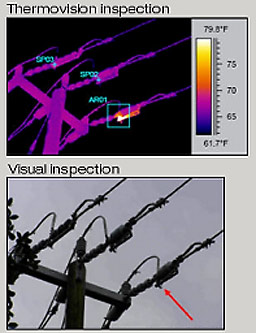 Thermovision inspection
79.8°F
SP03
75
SP02
70
AR01
65
61.7°F
Visual inspection